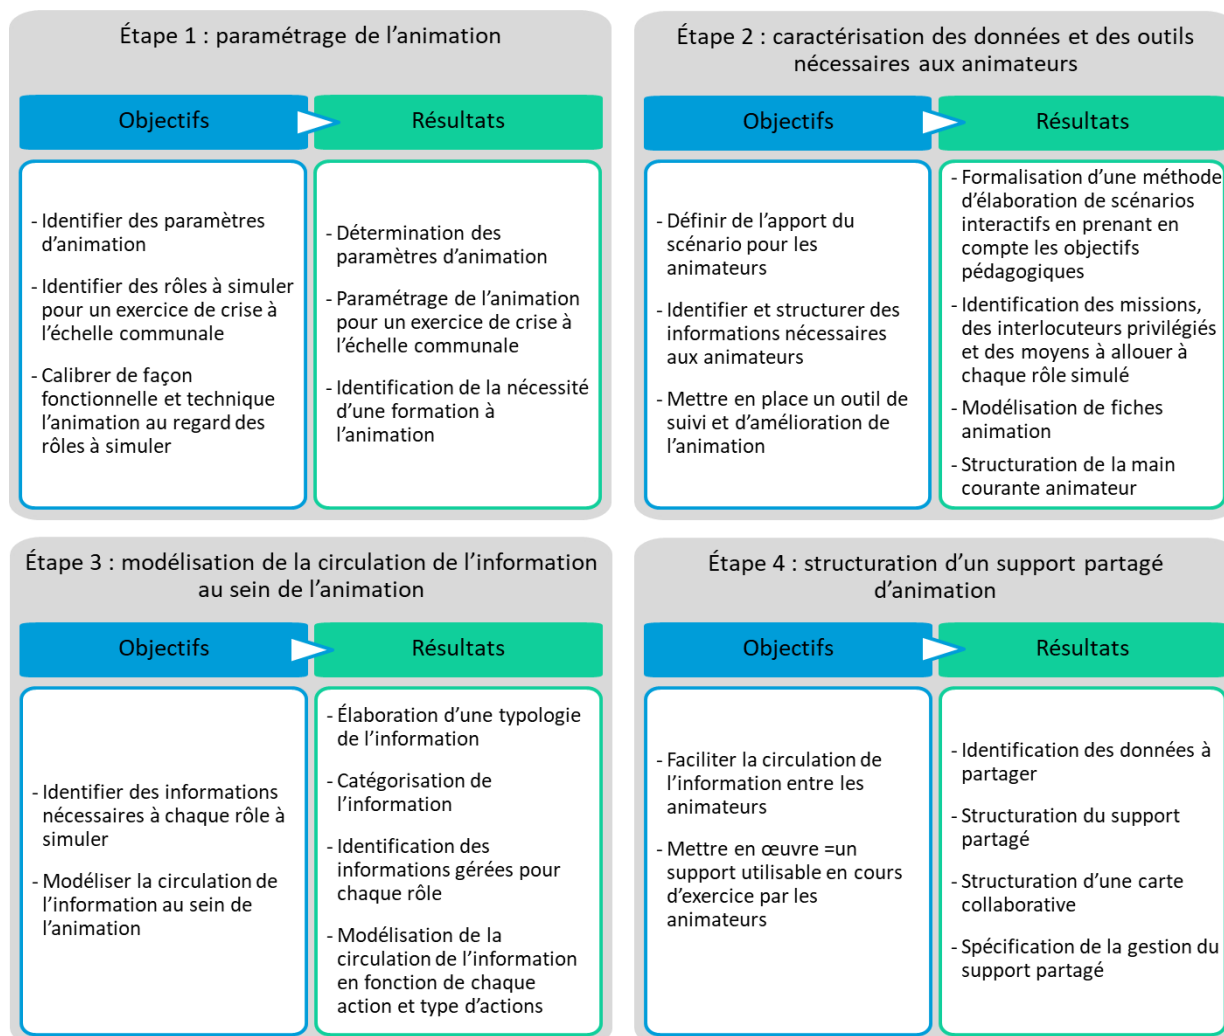 Étape 1 : paramétrage de l’animation
Objectifs
Résultats
- Identifier des paramètres
d’animation
- Identifier des rôles à simuler
pour un exercice de crise à
l’échelle communale
- Calibrer de façon
fonctionnelle et technique
l’animation au regard des
rôles à simuler
- Détermination des
paramètres d’animation
- Paramétrage de l’animation
pour un exercice de crise à
l’échelle communale
- Identification de la nécessité
d’une formation à
l’animation
Étape 2 : caractérisation des données et des outils
nécessaires aux animateurs
Objectifs
Résultats
- Définir de l’apport du
scénario pour les
animateurs
- Identifier et structurer des
informations nécessaires
aux animateurs
- Mettre en place un outil de
suivi et d’amélioration de
l’animation
- Formalisation d’une méthode
d’élaboration de scénarios
interactifs en prenant en
compte les objectifs
pédagogiques
- Identification des missions,
des interlocuteurs privilégiés
et des moyens à allouer à
chaque rôle simulé
- Modélisation de fiches
animation
- Structuration de la main
courante animateur
Étape 3 : modélisation de la circulation de l’information
au sein de l’animation
Objectifs
Résultats
- Identifier des informations
nécessaires à chaque rôle à
simuler
- Modéliser la circulation de
l’information au sein de
l’animation
- Élaboration d’une typologie
de l’information
- Catégorisation de
l’information
- Identification des
informations gérées pour
chaque rôle
- Modélisation de la
circulation de l’information
en fonction de chaque
action et type d’actions
Étape 4 : structuration d’un support partagé
d’animation
Objectifs
Résultats
- Faciliter la circulation de
l’information entre les
animateurs
- Mettre en œuvre =un
support utilisable en cours
d’exercice par les
animateurs
- Identification des données à
partager
- Structuration du support
partagé
- Structuration d’une carte
collaborative
- Spécification de la gestion du
support partagé